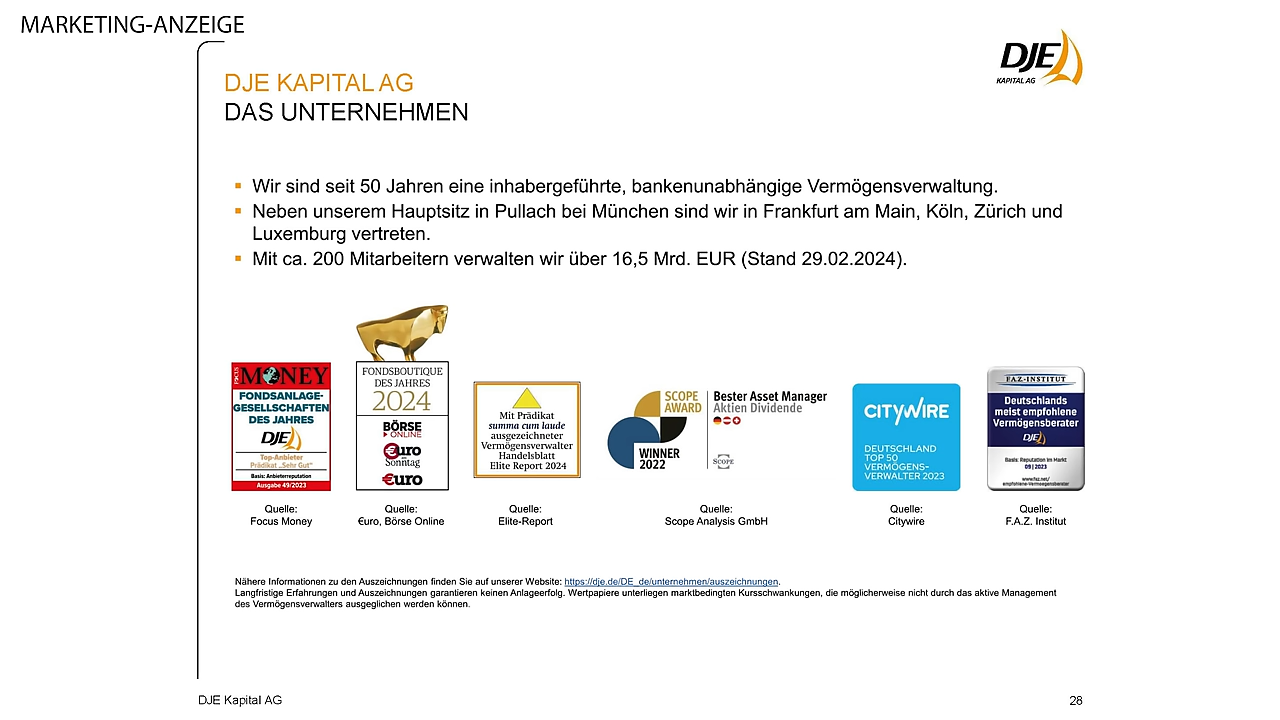 MARKETING-ANZEIGE
DJE
KAPITAL AG
DJE KAPITAL AG
DAS UNTERNEHMEN
▪ Wir sind seit 50 Jahren eine inhabergeführte, bankenunabhängige Vermögensverwaltung.
▪ Neben unserem Hauptsitz in Pullach bei München sind wir in Frankfurt am Main, Köln, Zürich und
Luxemburg vertreten.
▪ Mit ca. 200 Mitarbeitern verwalten wir über 16,5 Mrd. EUR (Stand 29.02.2024).
FOCUS
MONEY
FONDSANLAGE-
GESELLSCHAFTEN
DES JAHRES
DJE
Top-Anbieter
Prädikat „Sehr Gut“
Basis: Anbieterreputation
Ausgabe 49/2023
Quelle:
Focus Money
FONDSBOUTIQUE
DES JAHRES
2024
BÖRSE
ONLINE
€uro
am Sonntag
€uro
Quelle:
€uro, Börse Online
Mit Prädikat
summa cum laude
ausgezeichneter
Vermögensverwalter
Handelsblatt
Elite Report 2024
Quelle:
Elite-Report
SCOPE
AWARD
WINNER
2022
Bester Asset Manager
Aktien Dividende
SCOPE
Quelle:
Scope Analysis GmbH
CITYWIRE
DEUTSCHLAND
TOP 50
VERMÖGENS-
VERWALTER 2023
Quelle:
Citywire
F.A.Z.-INSTITUT
Deutschlands
meist empfohlene
Vermögensberater
DJE
Basis: Reputation im Markt
09 | 2023
www.faz.net/
empfohlene-vermoegensberater
Quelle:
F.A.Z. Institut
Nähere Informationen zu den Auszeichnungen finden Sie auf unserer Website: https://dje.de/DE_de/unternehmen/auszeichnungen.
Langfristige Erfahrungen und Auszeichnungen garantieren keinen Anlageerfolg. Wertpapiere unterliegen marktbedingten Kursschwankungen, die möglicherweise nicht durch das aktive Management
des Vermögensverwalters ausgeglichen werden können.
DJE Kapital AG
28